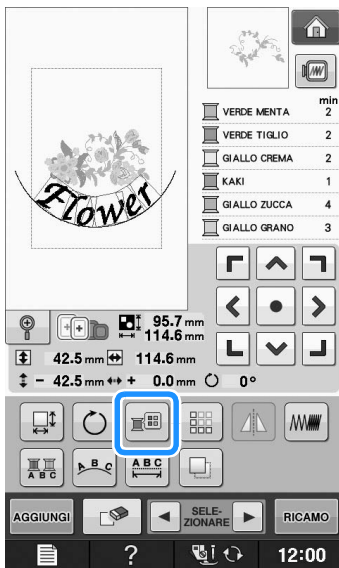 min
VERDE MENTA 2
VERDE TIGLIO 2
GIALLO CREMA 2
KAKI 1
GIALLO ZUCCA 4
GIALLO GRANO 3
Flower
95.7 mm
114.6 mm
42.5 mm 114.6 mm
- 42.5 mm + 0.0 mm 0°
A B C
A B C
A B C
AGGIUNGI
SELE-
ZIONARE
RICAMO
? 12:00